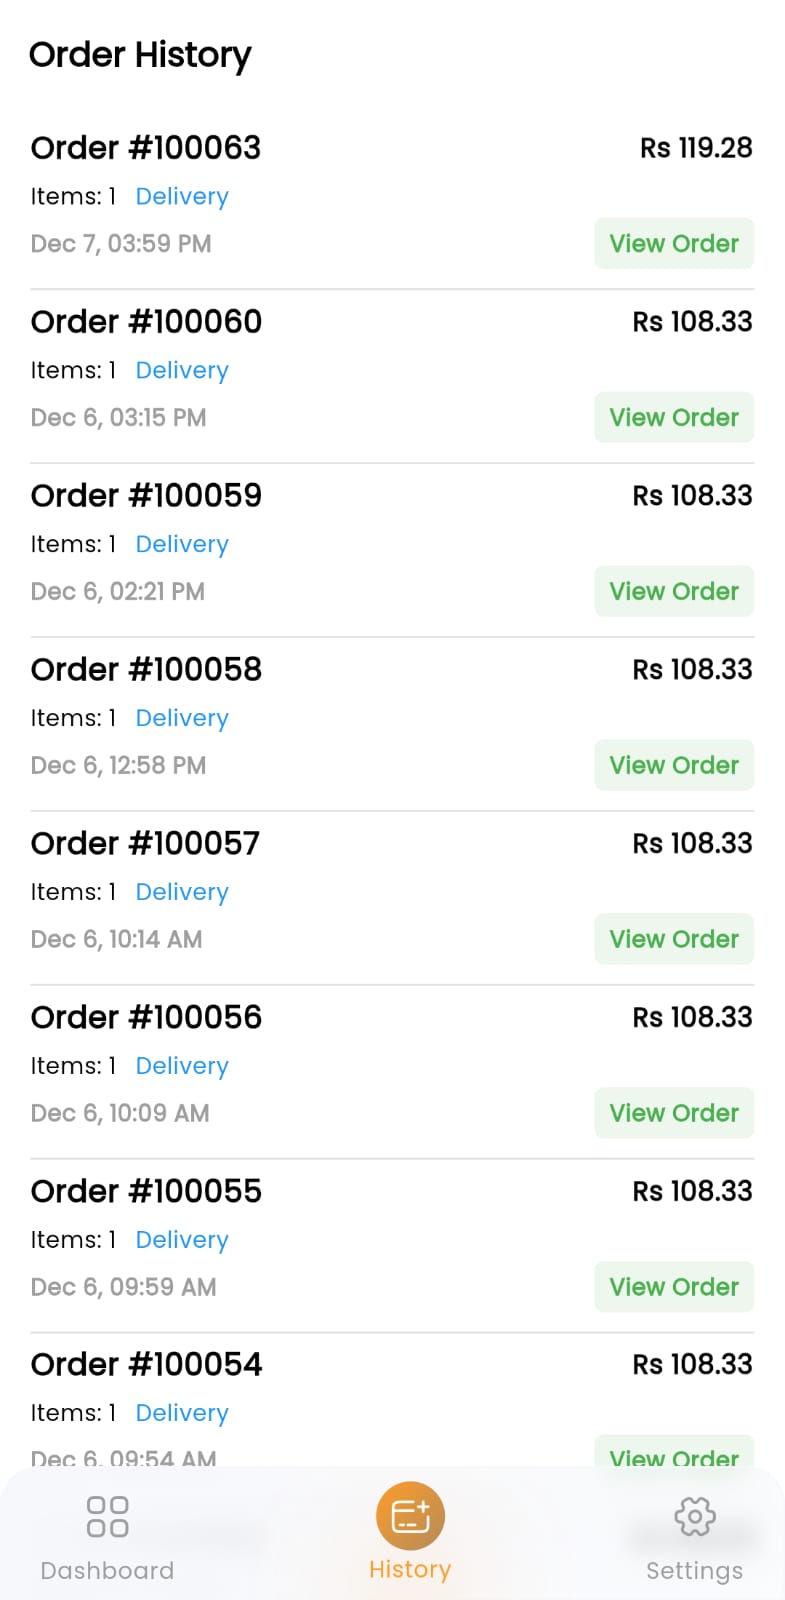 Order History
Order #100063 Rs 119.28
Items: 1 Delivery
Dec 7, 03:59 PM View Order
Order #100060 Rs 108.33
Items: 1 Delivery
Dec 6, 03:15 PM View Order
Order #100059 Rs 108.33
Items: 1 Delivery
Dec 6, 02:21 PM View Order
Order #100058 Rs 108.33
Items: 1 Delivery
Dec 6, 12:58 PM View Order
Order #100057 Rs 108.33
Items: 1 Delivery
Dec 6, 10:14 AM View Order
Order #100056 Rs 108.33
Items: 1 Delivery
Dec 6, 10:09 AM View Order
Order #100055 Rs 108.33
Items: 1 Delivery
Dec 6, 09:59 AM View Order
Order #100054 Rs 108.33
Items: 1 Delivery
Dec 6, 09:54 AM View Order
Dashboard History Settings